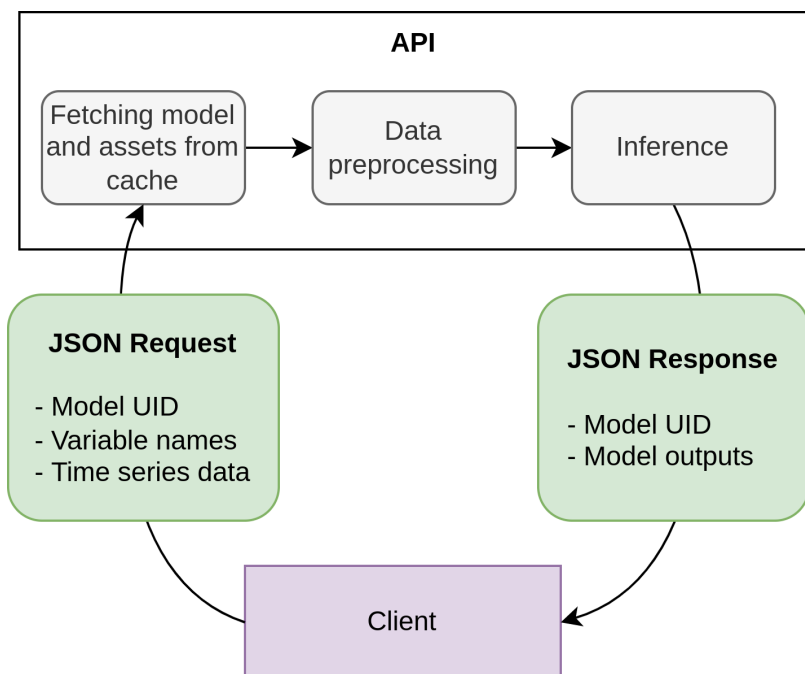 API
Fetching model
and assets from
cache
Data
preprocessing
Inference
JSON Request
- Model UID
- Variable names
- Time series data
JSON Response
- Model UID
- Model outputs
Client